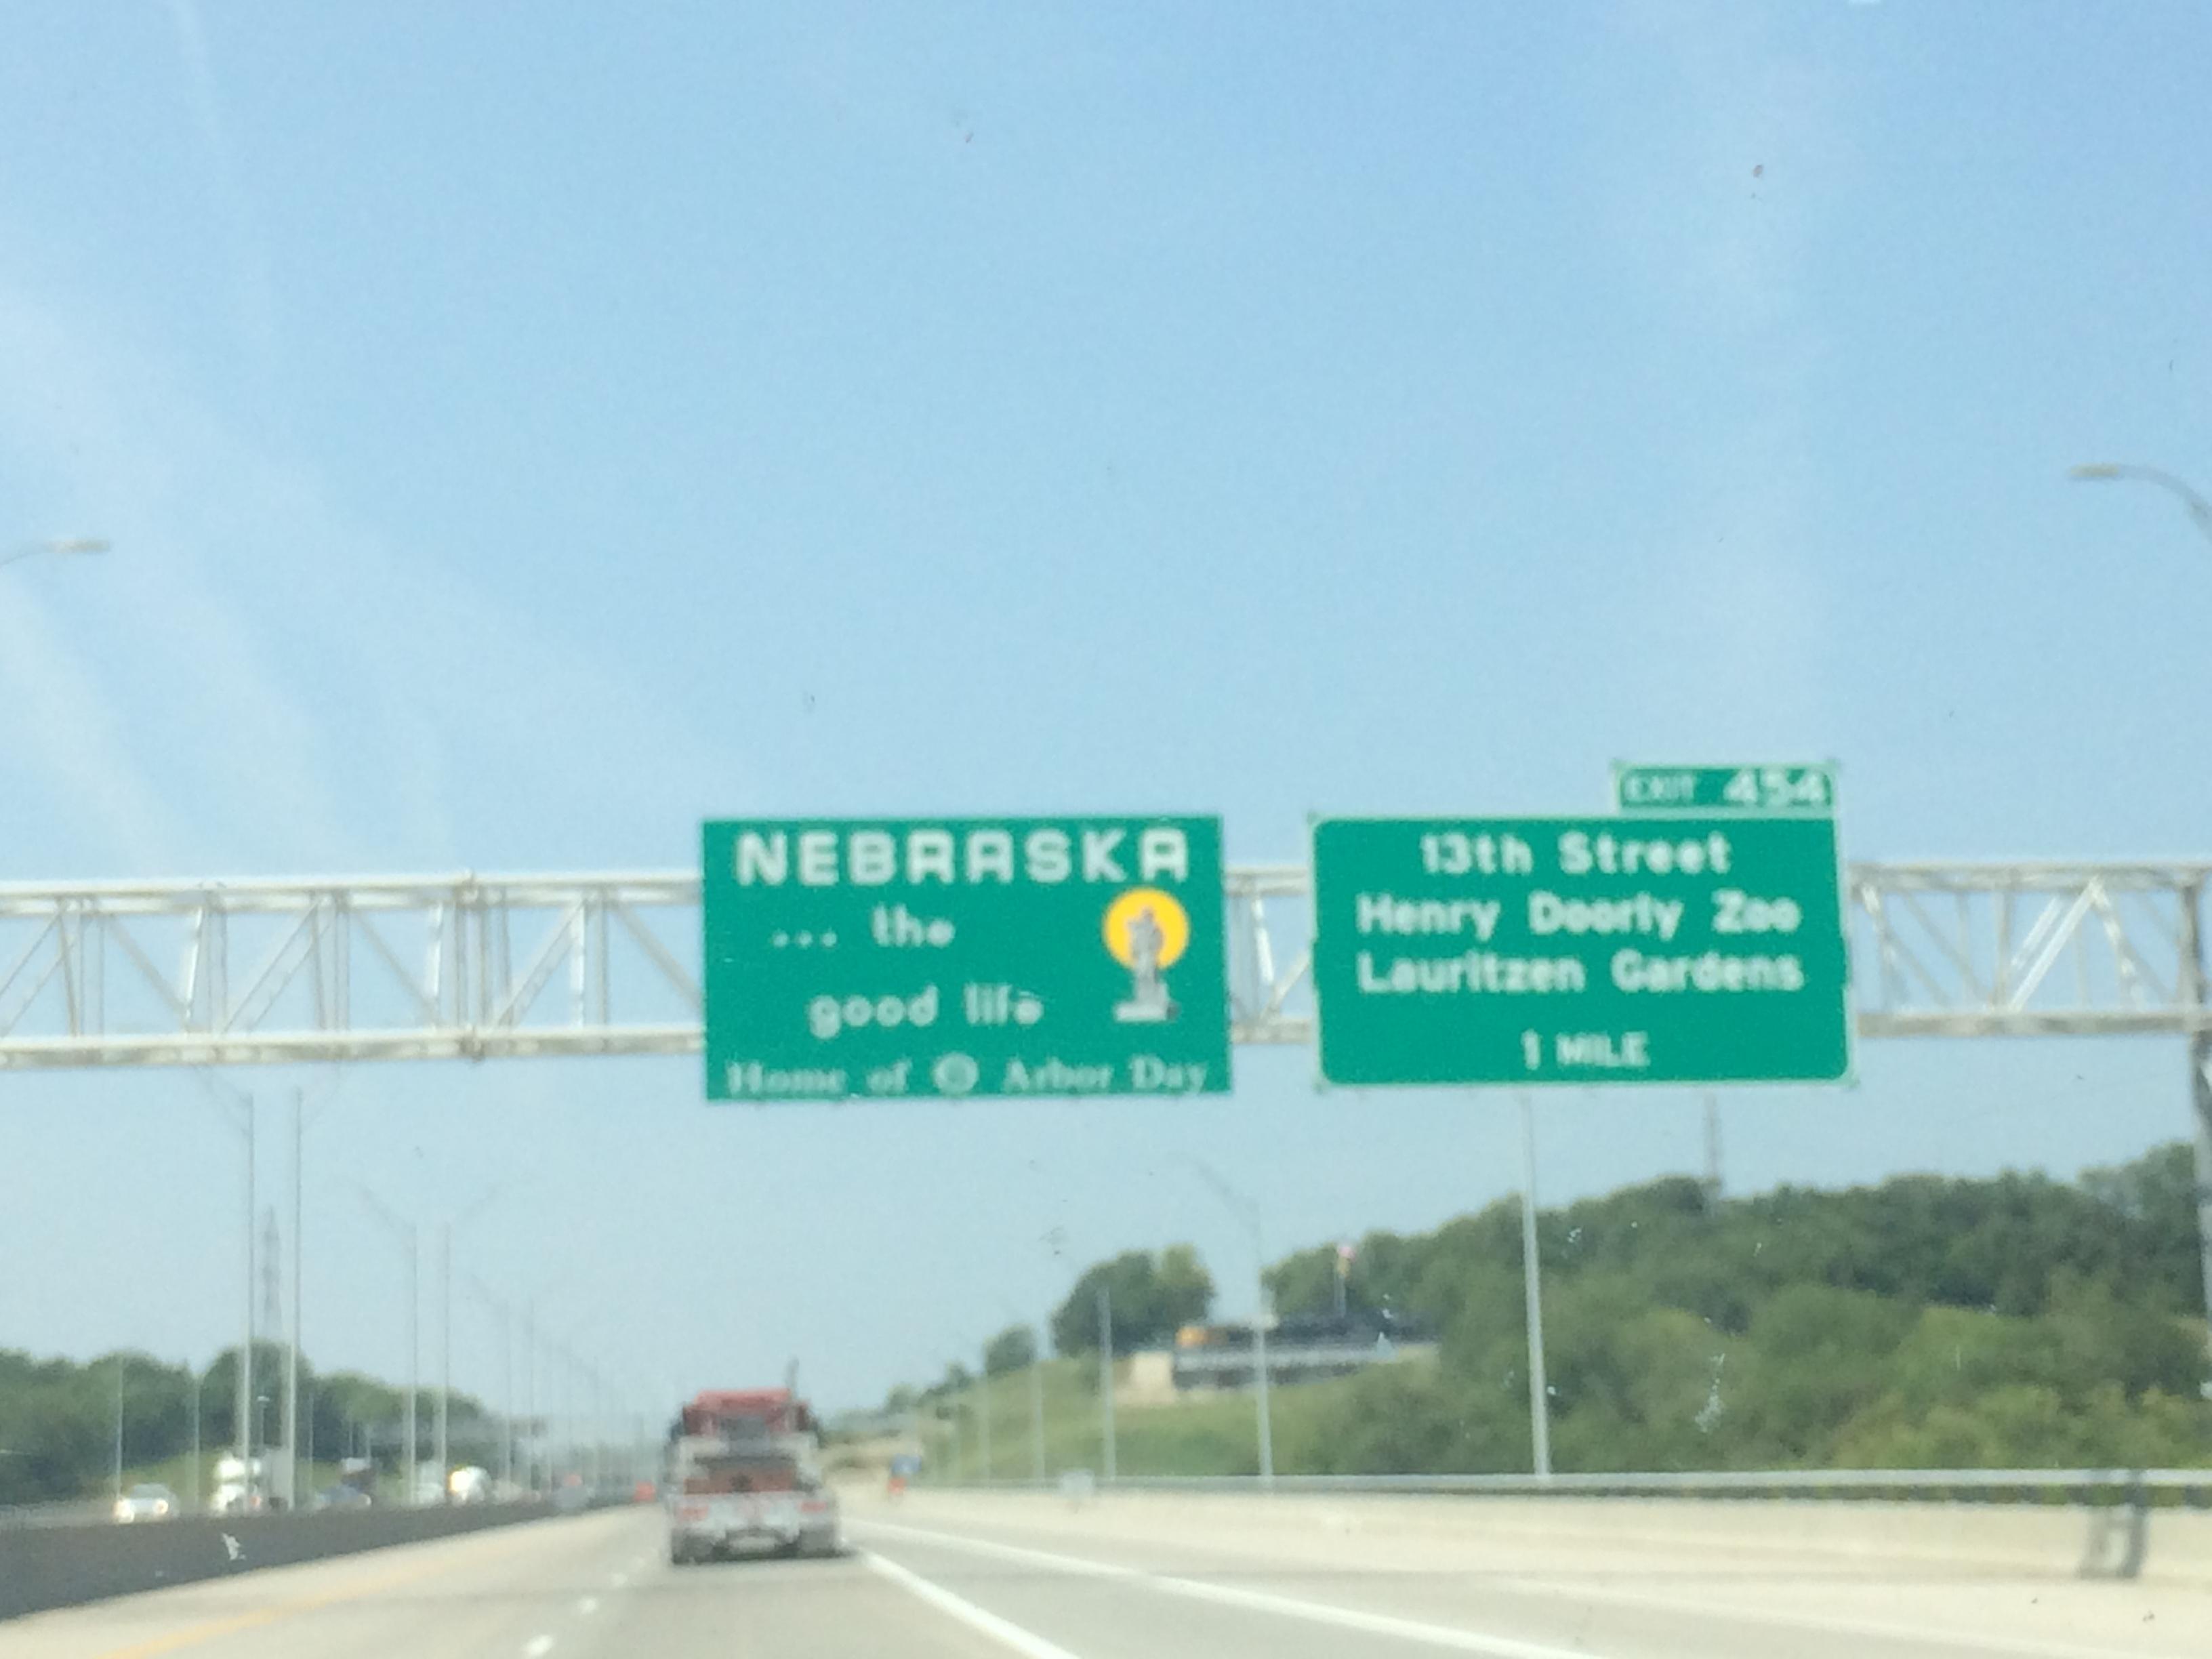 NEBRASKA
... the
good life
Home of Arbor Day
EXIT 454
13th Street
Henry Doorly Zoo
Lauritzen Gardens
1 MILE